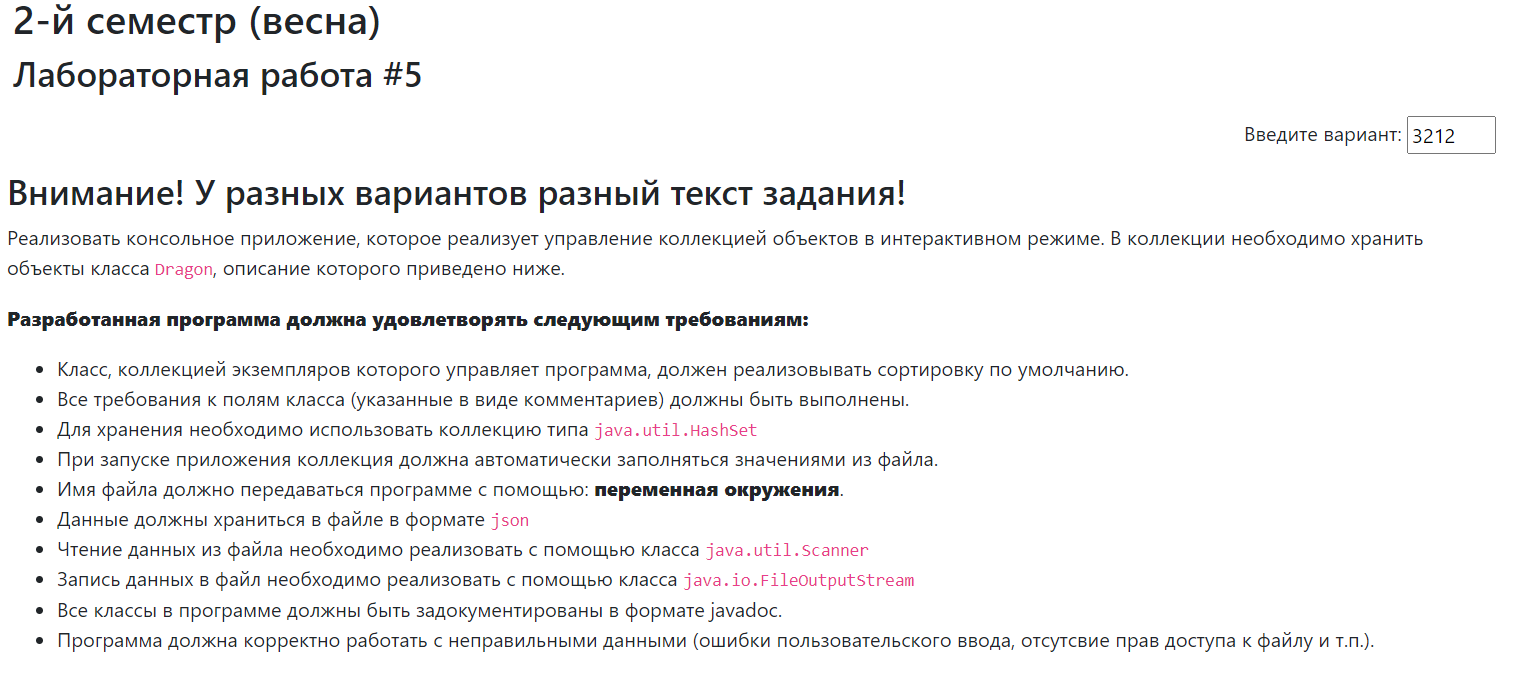 2-й семестр (весна)
Лабораторная работа #5
Введите вариант: 3212
Внимание! У разных вариантов разный текст задания!
Реализовать консольное приложение, которое реализует управление коллекцией объектов в интерактивном режиме. В коллекции необходимо хранить
объекты класса Dragon, описание которого приведено ниже.
Разработанная программа должна удовлетворять следующим требованиям:
• Класс, коллекцией экземпляров которого управляет программа, должен реализовывать сортировку по умолчанию.
• Все требования к полям класса (указанные в виде комментариев) должны быть выполнены.
• Для хранения необходимо использовать коллекцию типа java.util.HashSet
• При запуске приложения коллекция должна автоматически заполняться значениями из файла.
• Имя файла должно передаваться программе с помощью: переменная окружения.
• Данные должны храниться в файле в формате json
• Чтение данных из файла необходимо реализовать с помощью класса java.util.Scanner
• Запись данных в файл необходимо реализовать с помощью класса java.io.FileOutputStream
• Все классы в программе должны быть задокументированы в формате javadoc.
• Программа должна корректно работать с неправильными данными (ошибки пользовательского ввода, отсутсвие прав доступа к файлу и т.п.).